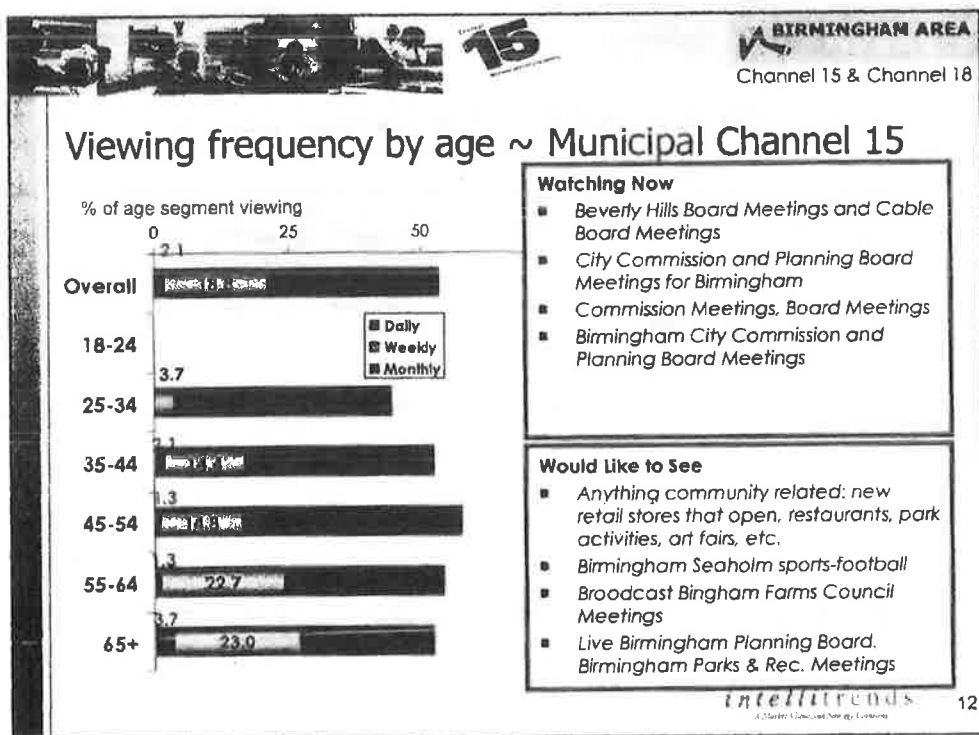 15
BIRMINGHAM AREA
Channel 15 & Channel 18
Viewing frequency by age ~ Municipal Channel 15
% of age segment viewing
0 25 50
2.1
Overall
18-24
Daily
Weekly
Monthly
3.7
25-34
2.1
35-44
1.3
45-54
1.3
55-64 22.7
3.7
65+ 23.0
Watching Now
Beverly Hills Board Meetings and Cable
Board Meetings
City Commission and Planning Board
Meetings for Birmingham
Commission Meetings, Board Meetings
Birmingham City Commission and
Planning Board Meetings
Would Like to See
Anything community related: new
retail stores that open, restaurants, park
activities, art fairs, etc.
Birmingham Seaholm sports-football
Broadcast Bingham Farms Council
Meetings
Live Birmingham Planning Board.
Birmingham Parks & Rec. Meetings
intellitrends
12